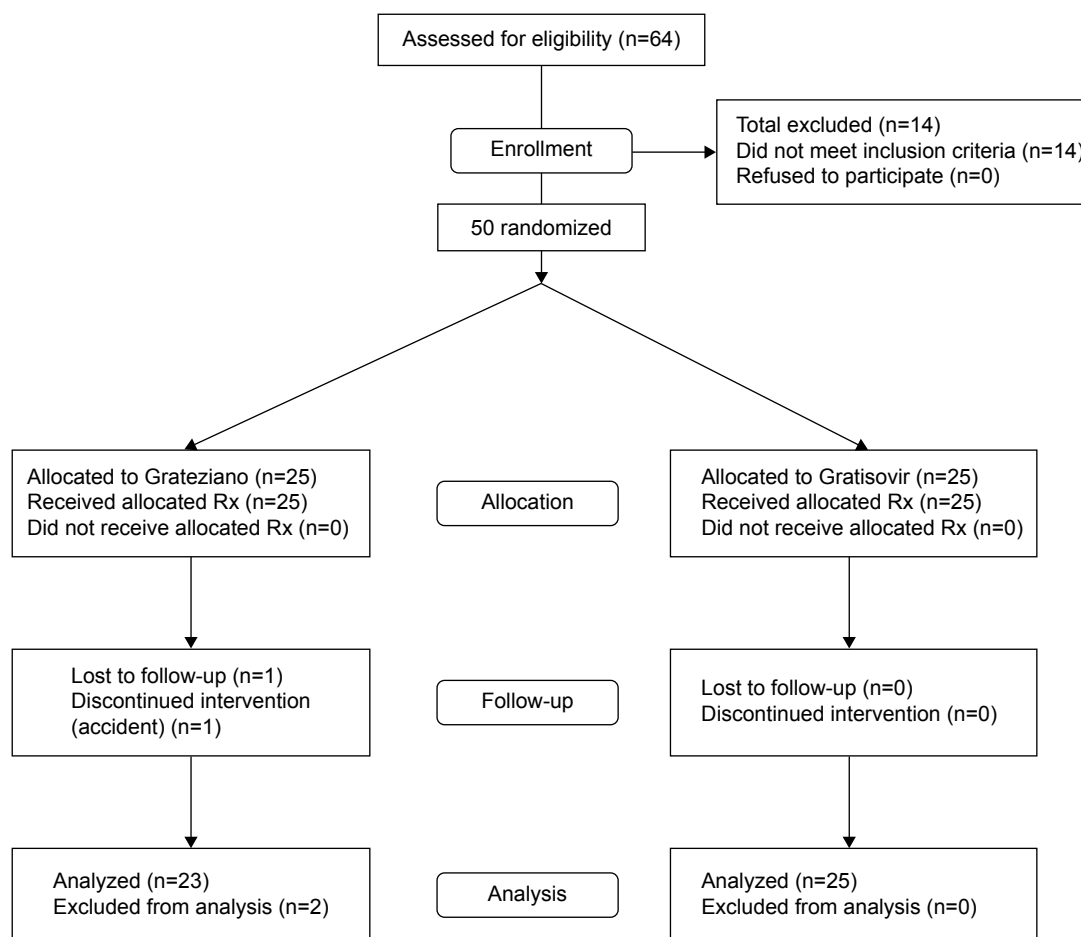 Assessed for eligibility (n=64)
Enrollment
Total excluded (n=14)
Did not meet inclusion criteria (n=14)
Refused to participate (n=0)
50 randomized
Allocated to Grateziano (n=25)
Received allocated Rx (n=25)
Did not receive allocated Rx (n=0)
Allocation
Allocated to Gratisovir (n=25)
Received allocated Rx (n=25)
Did not receive allocated Rx (n=0)
Lost to follow-up (n=1)
Discontinued intervention
(accident) (n=1)
Follow-up
Lost to follow-up (n=0)
Discontinued intervention (n=0)
Analyzed (n=23)
Excluded from analysis (n=2)
Analysis
Analyzed (n=25)
Excluded from analysis (n=0)